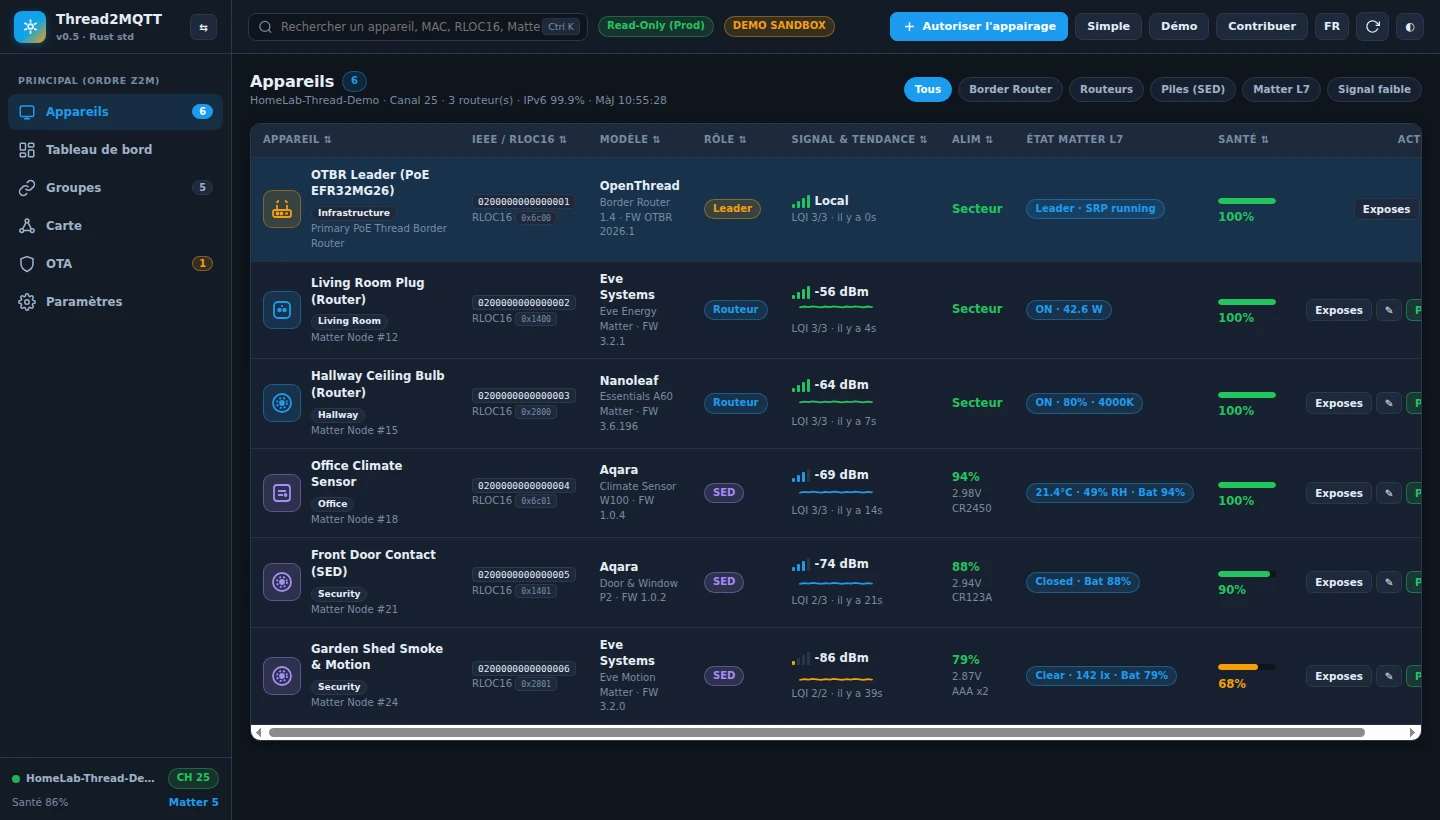 Thread2MQTT
v0.5 · Rust std
⇆
Rechercher un appareil, MAC, RLOC16, Matte
Ctrl K
Read-Only (Prod)
DEMO SANDBOX
+ Autoriser l'appairage
Simple
Démo
Contribuer
FR
PRINCIPAL (ORDRE Z2M)
Appareils 6
Tableau de bord
Groupes 5
Carte
OTA 1
Paramètres
HomeLab-Thread-De... CH 25
Santé 86% Matter 5
Appareils 6
HomeLab-Thread-Demo · Canal 25 · 3 routeur(s) · IPv6 99.9% · MàJ 10:55:28
Tous
Border Router
Routeurs
Piles (SED)
Matter L7
Signal faible
APPAREIL ⇅ IEEE / RLOC16 ⇅ MODÈLE ⇅ RÔLE ⇅ SIGNAL & TENDANCE ⇅ ALIM ⇅ ÉTAT MATTER L7 SANTÉ ⇅ ACT
OTBR Leader (PoE
EFR32MG26)
Infrastructure
Primary PoE Thread Border
Router
0200000000000001
RLOC16 0x6c00
OpenThread
Border Router
1.4 · FW OTBR
2026.1
Leader
Local
LQI 3/3 · il y a 0s
Secteur
Leader · SRP running
100%
Exposes
Living Room Plug
(Router)
Living Room
Matter Node #12
0200000000000002
RLOC16 0x1400
Eve
Systems
Eve Energy
Matter · FW
3.2.1
Routeur
-56 dBm
LQI 3/3 · il y a 4s
Secteur
ON · 42.6 W
100%
Exposes ✎ P
Hallway Ceiling Bulb
(Router)
Hallway
Matter Node #15
0200000000000003
RLOC16 0x2800
Nanoleaf
Essentials A60
Matter · FW
3.6.196
Routeur
-64 dBm
LQI 3/3 · il y a 7s
Secteur
ON · 80% · 4000K
100%
Exposes ✎ P
Office Climate
Sensor
Office
Matter Node #18
0200000000000004
RLOC16 0x6c01
Aqara
Climate Sensor
W100 · FW
1.0.4
SED
-69 dBm
LQI 3/3 · il y a 14s
94%
2.98V
CR2450
21.4°C · 49% RH · Bat 94%
100%
Exposes ✎ P
Front Door Contact
(SED)
Security
Matter Node #21
0200000000000005
RLOC16 0x1401
Aqara
Door & Window
P2 · FW 1.0.2
SED
-74 dBm
LQI 2/3 · il y a 21s
88%
2.94V
CR123A
Closed · Bat 88%
90%
Exposes ✎ P
Garden Shed Smoke
& Motion
Security
Matter Node #24
0200000000000006
RLOC16 0x2801
Eve
Systems
Eve Motion
Matter · FW
3.2.0
SED
-86 dBm
LQI 2/2 · il y a 39s
79%
2.87V
AAA x2
Clear · 142 lx · Bat 79%
68%
Exposes ✎ P